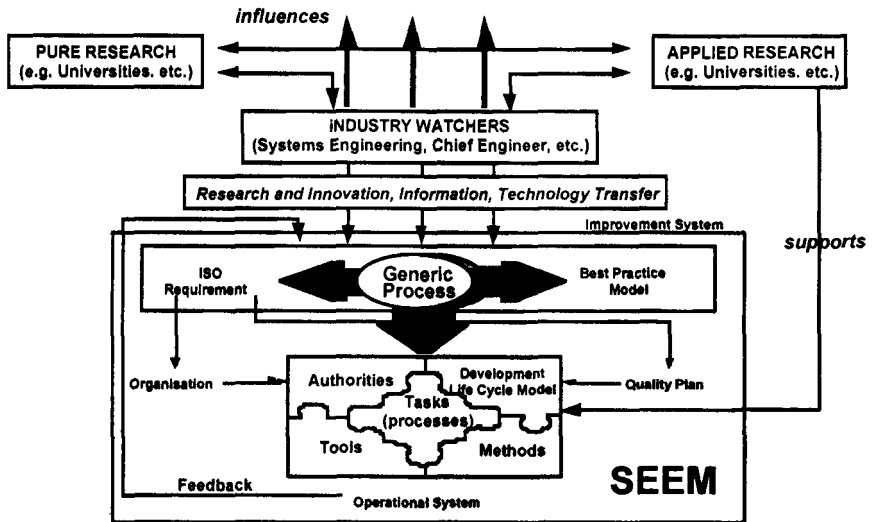 influences
PURE RESEARCH
(e.g. Universities. etc.)
APPLIED RESEARCH
(e.g. Universities. etc.)
INDUSTRY WATCHERS
(Systems Engineering, Chief Engineer, etc.)
Research and Innovation, Information, Technology Transfer
Improvement System
supports
ISO
Requirement
Generic
Process
Best Practice
Model
Organisation
Authorities
Development
Life Cycle Model
Quality Plan
Tasks
(processes)
Tools
Methods
Feedback
Operational System
SEEM